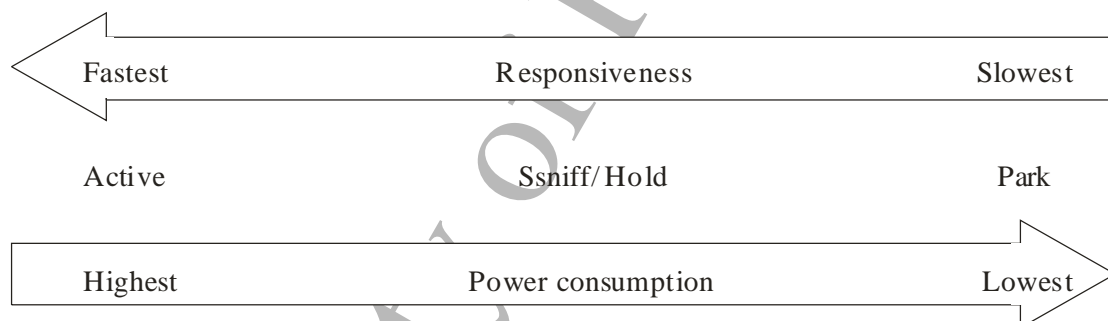 Fastest Responsiveness Slowest
Active Ssniff/Hold Park
Highest Power consumption Lowest